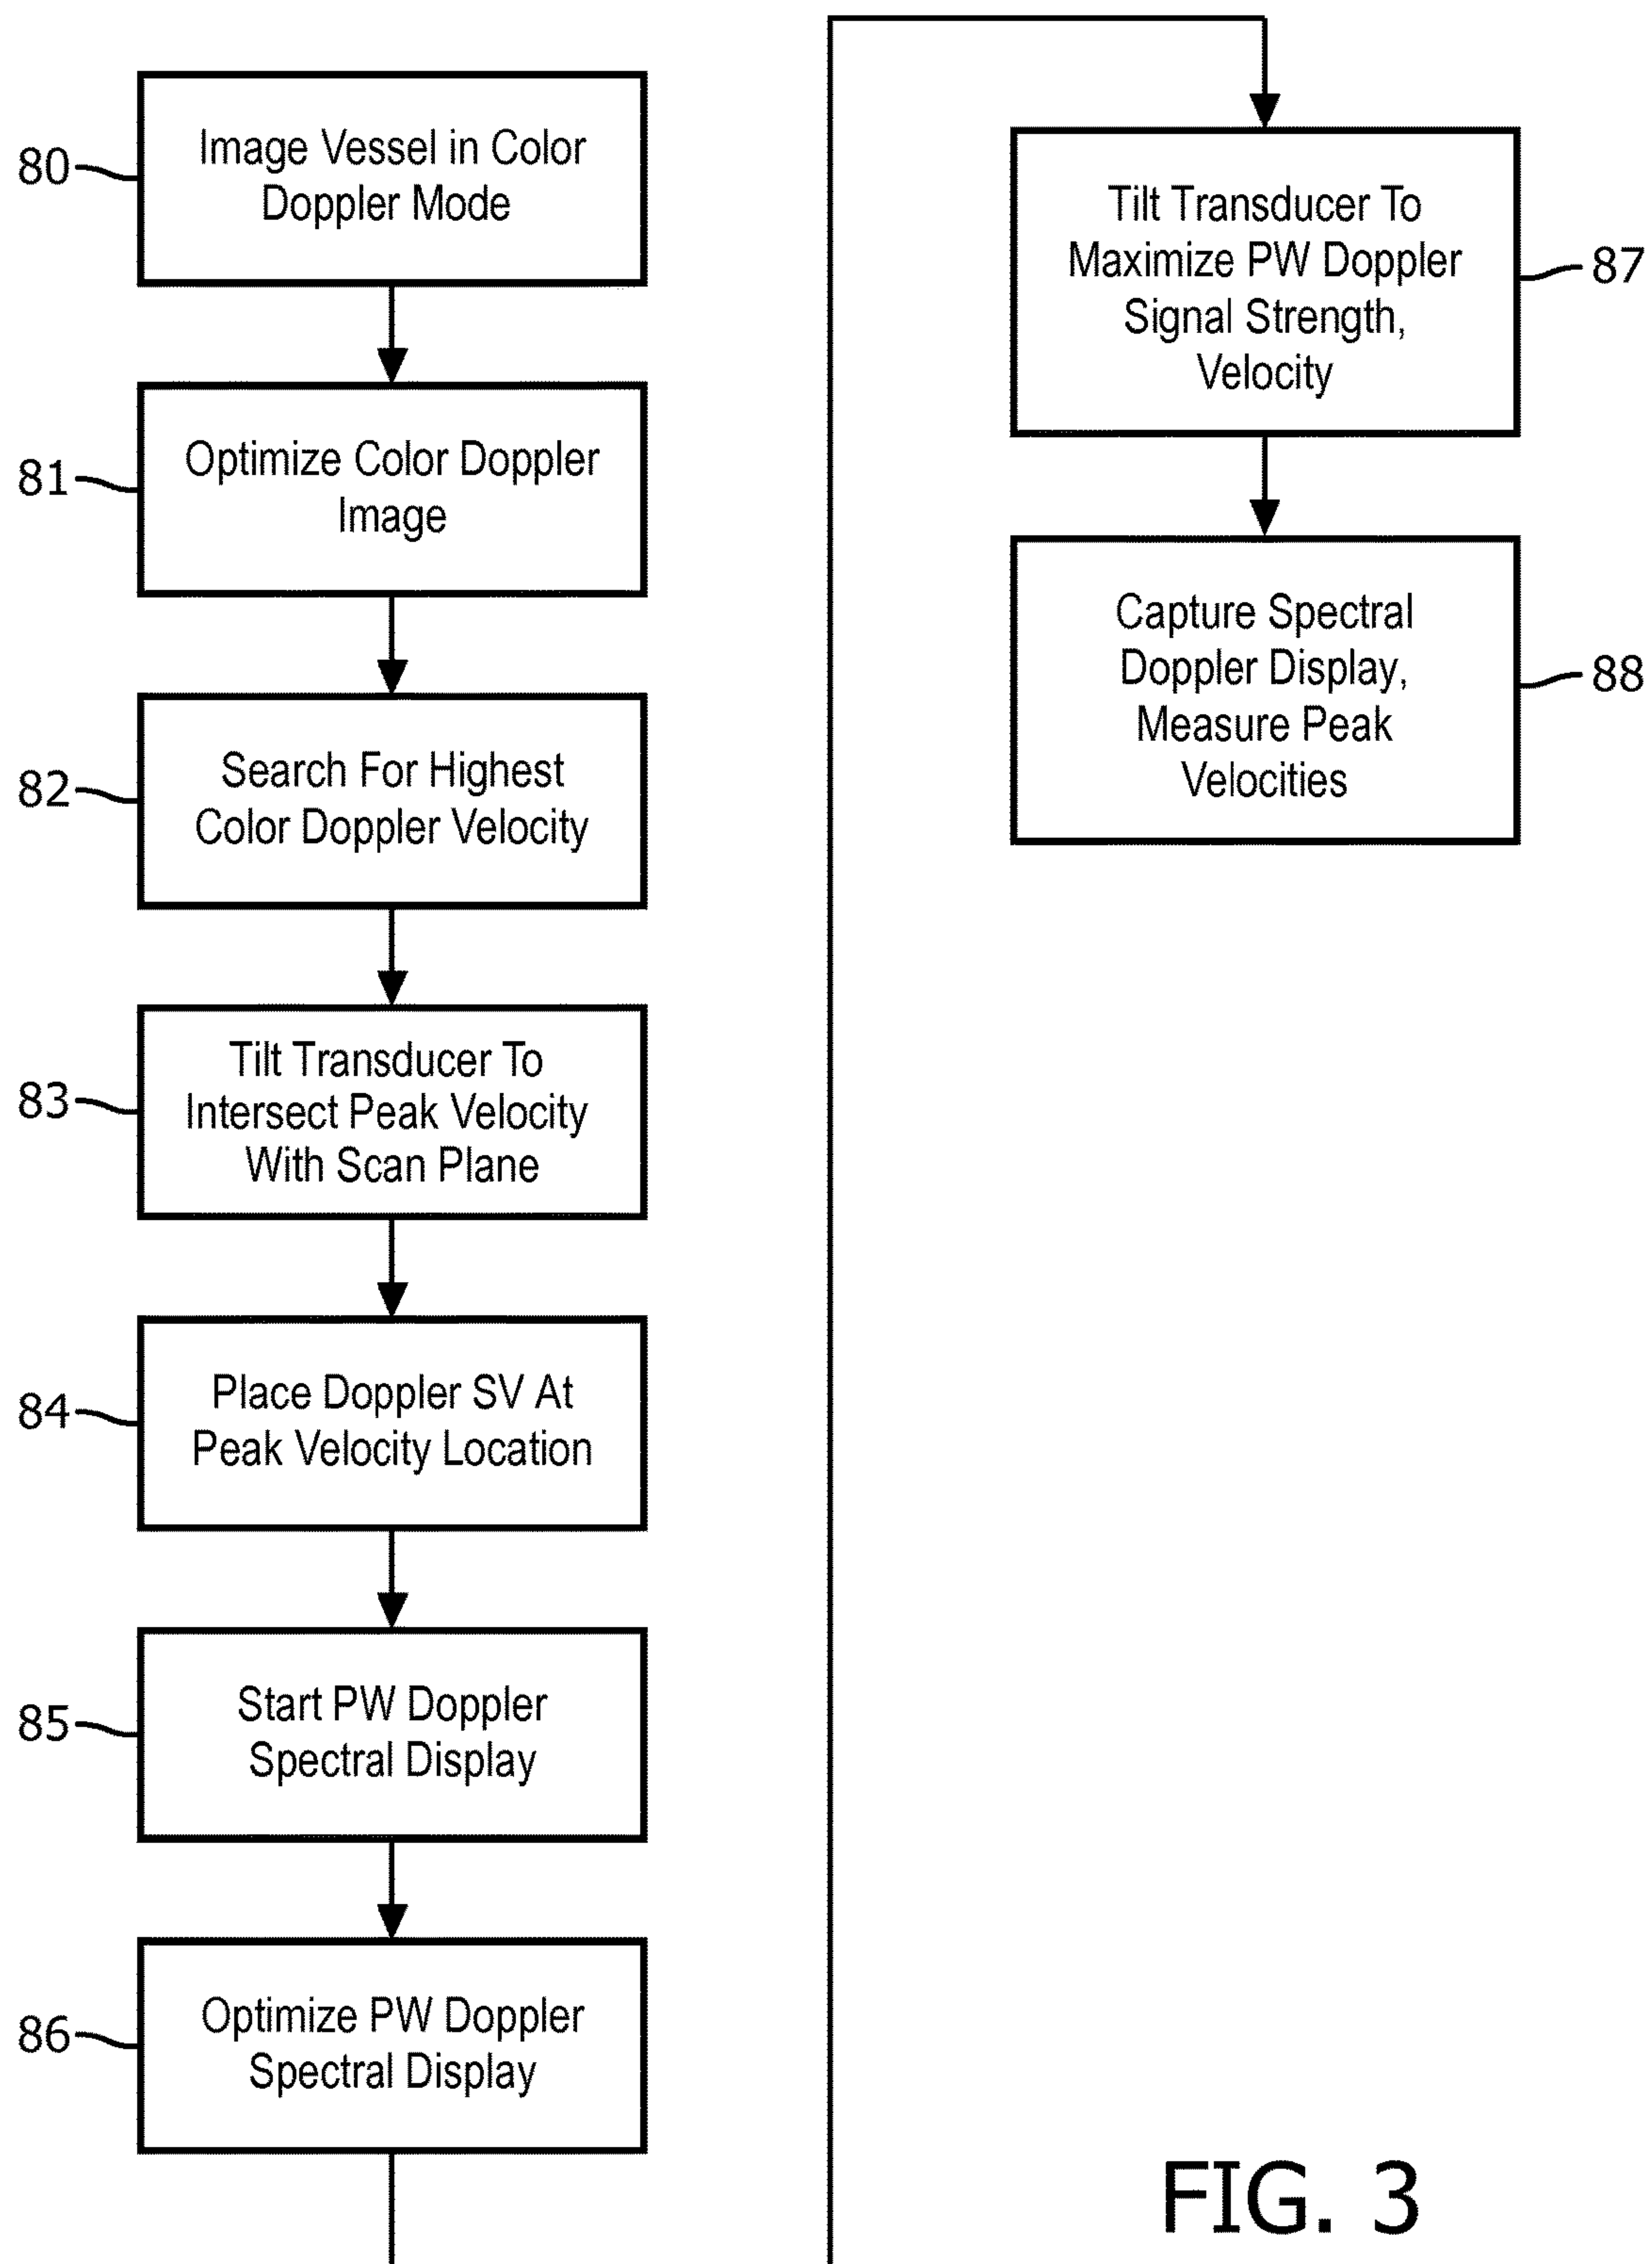 80
Image Vessel in Color
Doppler Mode
81
Optimize Color Doppler
Image
82
Search For Highest
Color Doppler Velocity
83
Tilt Transducer To
Intersect Peak Velocity
With Scan Plane
84
Place Doppler SV At
Peak Velocity Location
85
Start PW Doppler
Spectral Display
86
Optimize PW Doppler
Spectral Display
Tilt Transducer To
Maximize PW Doppler
Signal Strength,
Velocity
87
Capture Spectral
Doppler Display,
Measure Peak
Velocities
88
FIG. 3